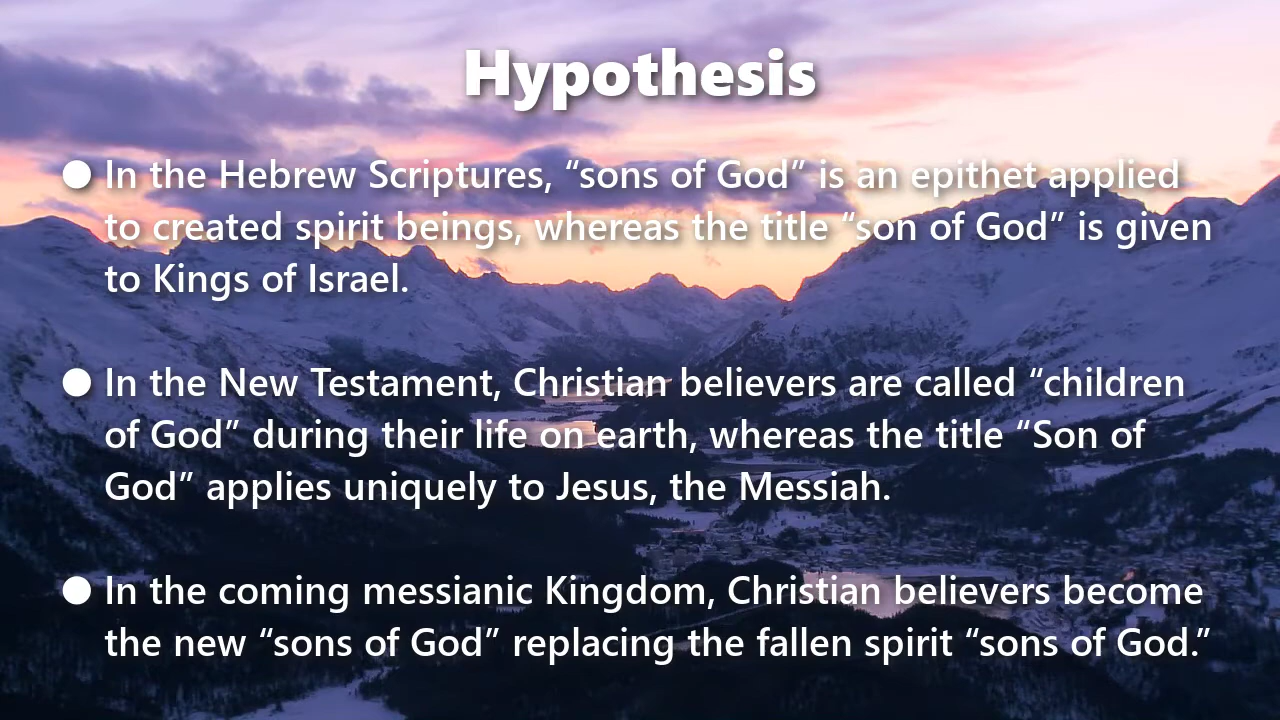 Hypothesis
● In the Hebrew Scriptures, “sons of God” is an epithet applied
to created spirit beings, whereas the title “son of God” is given
to Kings of Israel.
● In the New Testament, Christian believers are called “children
of God” during their life on earth, whereas the title “Son of
God” applies uniquely to Jesus, the Messiah.
● In the coming messianic Kingdom, Christian believers become
the new “sons of God” replacing the fallen spirit “sons of God.”